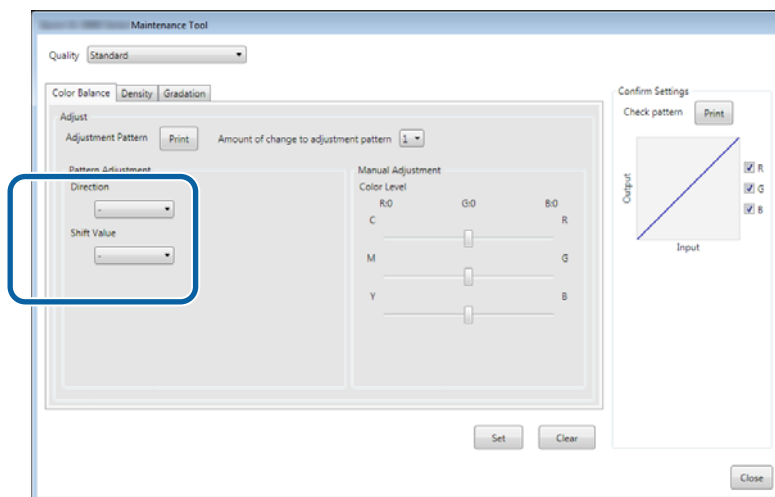 Maintenance Tool
Quality Standard
Color Balance Density Gradation
Adjust
Adjustment Pattern Print Amount of change to adjustment pattern 1
Pattern Adjustment
Direction
-
Shift Value
-
Manual Adjustment
Color Level
R:0 G:0 B:0
C R
M G
Y B
Set Clear
Confirm Settings
Check pattern Print
Output
Input
R
G
B
Close